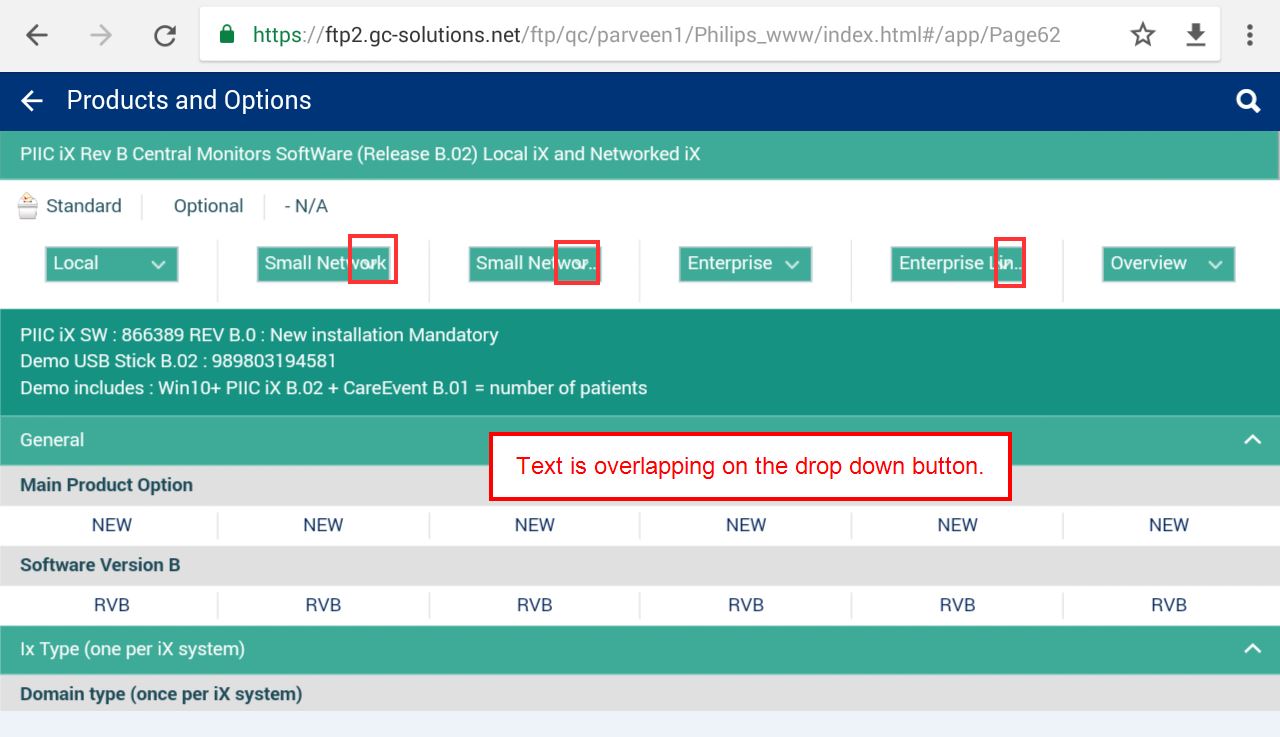 https://ftp2.gc-solutions.net/ftp/qc/parveen1/Philips_www/index.html#/app/Page62
Products and Options
PIIC iX Rev B Central Monitors SoftWare (Release B.02) Local iX and Networked iX
Standard Optional - N/A
Local Small Network Small Networ... Enterprise Enterprise Lin... Overview
PIIC iX SW : 866389 REV B.0 : New installation Mandatory
Demo USB Stick B.02 : 989803194581
Demo includes : Win10+ PIIC iX B.02 + CareEvent B.01 = number of patients
General
Text is overlapping on the drop down button.
Main Product Option
NEW NEW NEW NEW NEW NEW
Software Version B
RVB RVB RVB RVB RVB RVB
Ix Type (one per iX system)
Domain type (once per iX system)